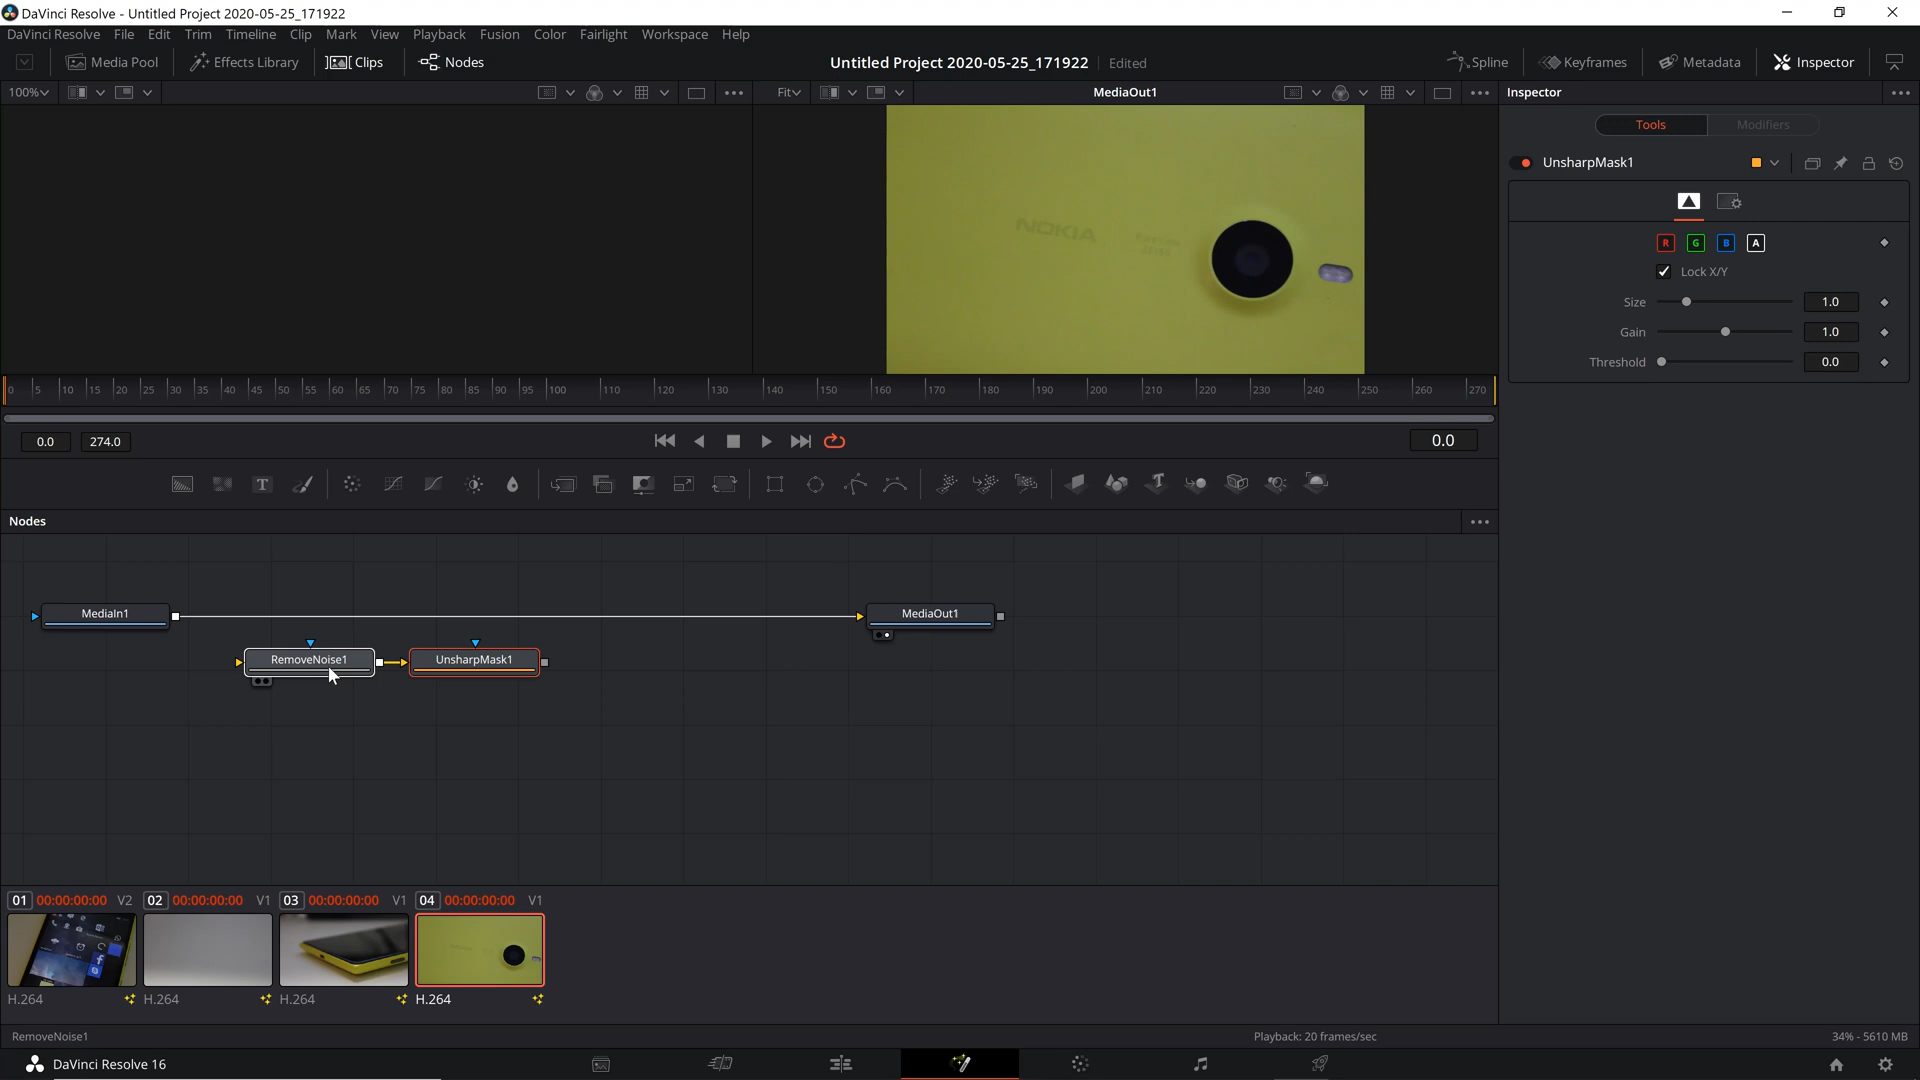 DaVinci Resolve - Untitled Project 2020-05-25_171922
DaVinci Resolve File Edit Trim Timeline Clip Mark View Playback Fusion Color Fairlight Workspace Help
Media Pool Effects Library Clips Nodes Untitled Project 2020-05-25_171922 Edited Spline Keyframes Metadata Inspector
100% Fit MediaOut1 Inspector
Tools Modifiers
UnsharpMask1
NOKIA
R G B A
Lock X/Y
Size 1.0
Gain 1.0
Threshold 0.0
0 5 10 15 20 25 30 35 40 45 50 55 60 65 70 75 80 85 90 95 100 110 120 130 140 150 160 170 180 190 200 210 220 230 240 250 260 270
0.0 274.0 0.0
T T
Nodes
MediaIn1 MediaOut1
RemoveNoise1 UnsharpMask1
01 00:00:00:00 V2 02 00:00:00:00 V1 03 00:00:00:00 V1 04 00:00:00:00 V1
H.264 H.264 H.264 H.264
RemoveNoise1 Playback: 20 frames/sec 34% - 5610 MB
DaVinci Resolve 16